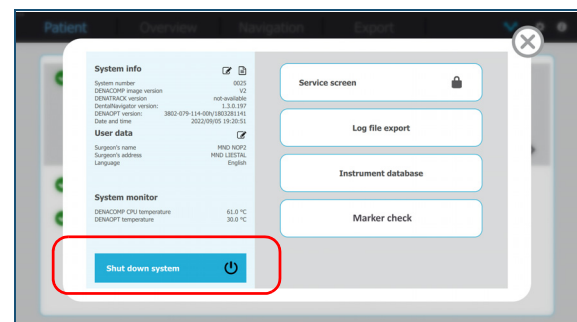 Patient Overview Navigation Export
System info
System number 0025
DENACOMP image version V2
DENATRACK version not-available
DentalNavigator version: 1.3.0.197
DENAOPT version: 3802-079-114-00h/1803281141
Date and time 2022/09/05 19:20:51
User data
Surgeon's name MND NOP2
Surgeon's address MND LIESTAL
Language English
System monitor
DENACOMP CPU temperature 61.0 °C
DENAOPT temperature 30.0 °C
Shut down system
Service screen
Log file export
Instrument database
Marker check